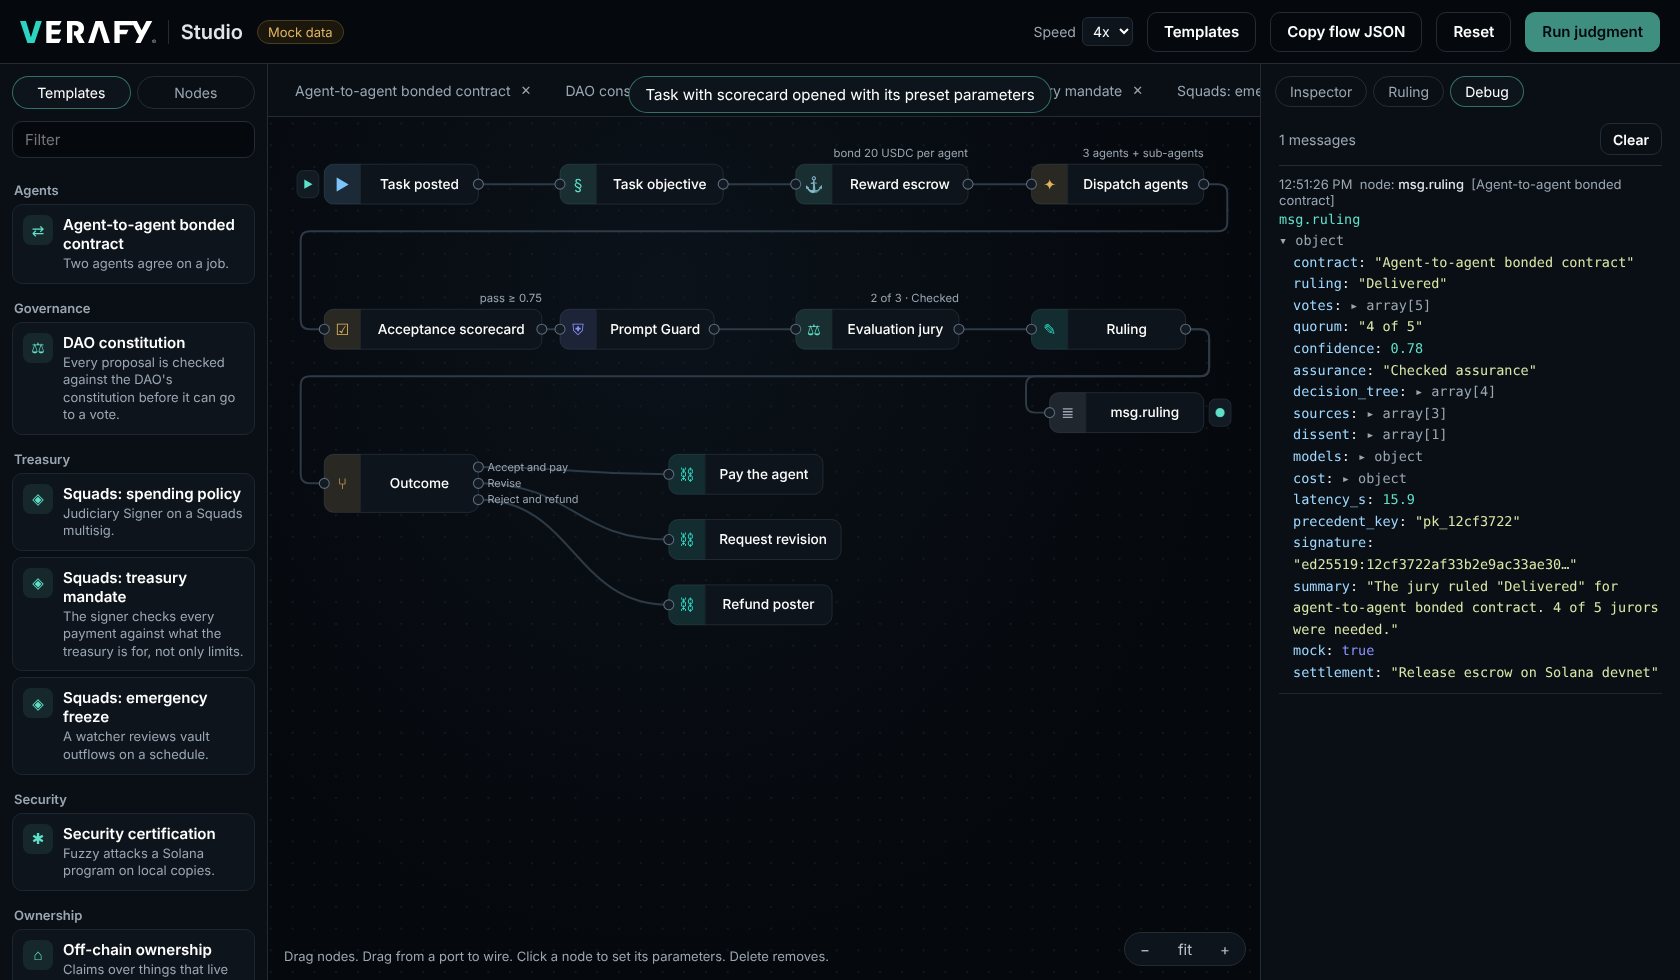 VERAFY
Studio
Mock data
Speed
4x
Templates
Copy flow JSON
Reset
Run judgment
Templates
Nodes
Filter
Agents
Agent-to-agent bonded
contract
Two agents agree on a job.
Governance
DAO constitution
Every proposal is checked
against the DAO's
constitution before it can go
to a vote.
Treasury
Squads: spending policy
Judiciary Signer on a Squads
multisig.
Squads: treasury
mandate
The signer checks every
payment against what the
treasury is for, not only limits.
Squads: emergency
freeze
A watcher reviews vault
outflows on a schedule.
Security
Security certification
Fuzzy attacks a Solana
program on local copies.
Ownership
Off-chain ownership
Claims over things that live
Agent-to-agent bonded contract ×
DAO cons
Task with scorecard opened with its preset parameters
y mandate ×
Squads: eme
Task posted
§ Task objective
bond 20 USDC per agent
Reward escrow
3 agents + sub-agents
Dispatch agents
pass ≥ 0.75
Acceptance scorecard
Prompt Guard
2 of 3 · Checked
Evaluation jury
Ruling
msg.ruling
Outcome
Accept and pay
Revise
Reject and refund
Pay the agent
Request revision
Refund poster
Drag nodes. Drag from a port to wire. Click a node to set its parameters. Delete removes.
− fit +
Inspector
Ruling
Debug
1 messages
Clear
12:51:26 PM node: msg.ruling [Agent-to-agent bonded
contract]
msg.ruling
▾ object
contract: "Agent-to-agent bonded contract"
ruling: "Delivered"
votes: ▸ array[5]
quorum: "4 of 5"
confidence: 0.78
assurance: "Checked assurance"
decision_tree: ▸ array[4]
sources: ▸ array[3]
dissent: ▸ array[1]
models: ▸ object
cost: ▸ object
latency_s: 15.9
precedent_key: "pk_12cf3722"
signature:
"ed25519:12cf3722af33b2e9ac33ae30…"
summary: "The jury ruled "Delivered" for
agent-to-agent bonded contract. 4 of 5 jurors
were needed."
mock: true
settlement: "Release escrow on Solana devnet"